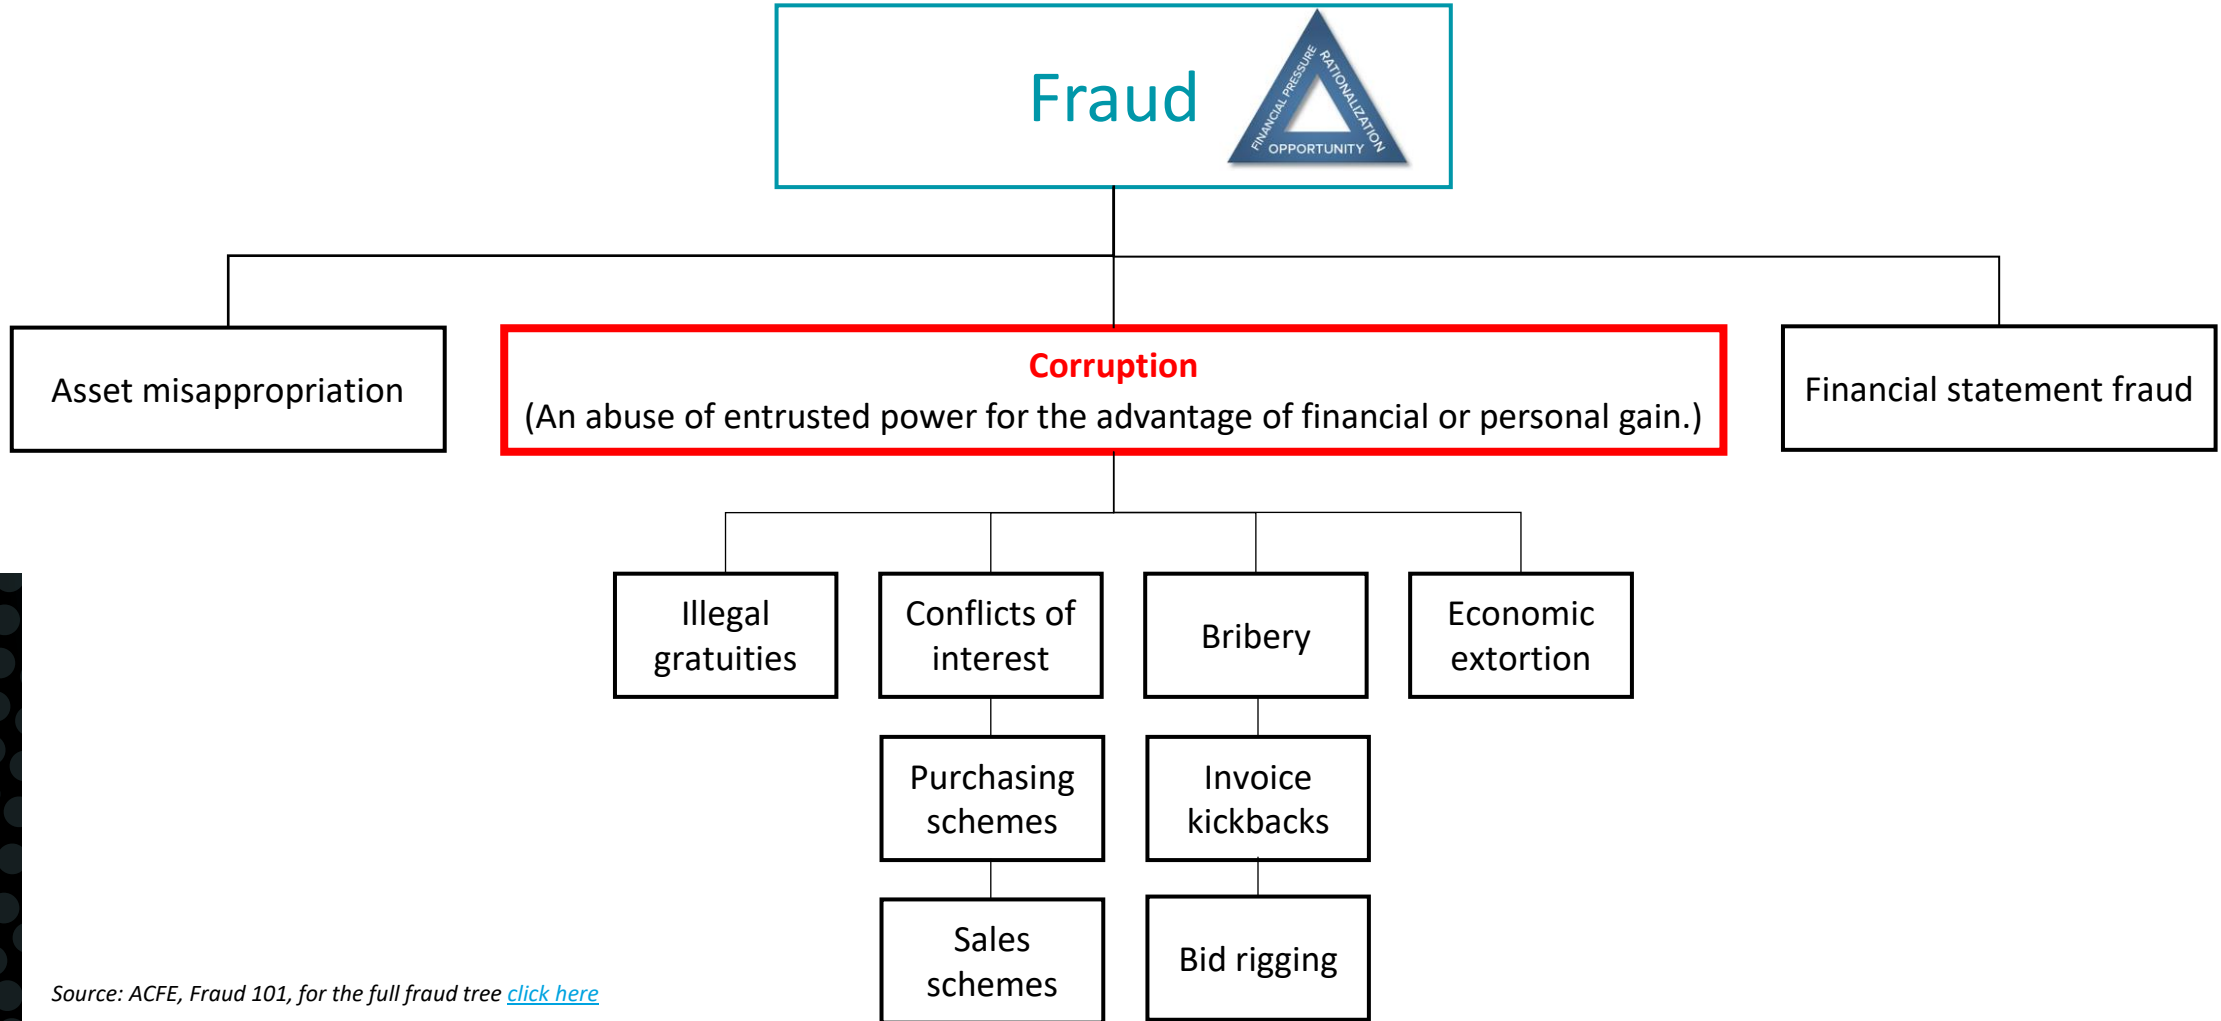 Fraud
FINANCIAL PRESSURE
RATIONALIZATION
OPPORTUNITY
Asset misappropriation
Corruption
(An abuse of entrusted power for the advantage of financial or personal gain.)
Financial statement fraud
Illegal
gratuities
Conflicts of
interest
Bribery
Economic
extortion
Purchasing
schemes
Invoice
kickbacks
Sales
schemes
Bid rigging
Source: ACFE, Fraud 101, for the full fraud tree click here